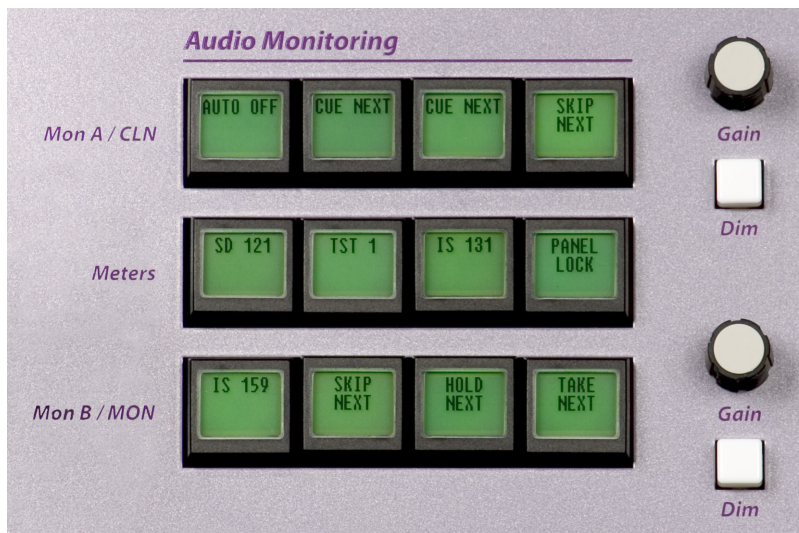 Audio Monitoring
Mon A / CLN
AUTO OFF
CUE NEXT
CUE NEXT
SKIP
NEXT
Gain
Dim
Meters
SD 121
TST 1
IS 131
PANEL
LOCK
Mon B / MON
IS 159
SKIP
NEXT
HOLD
NEXT
TAKE
NEXT
Gain
Dim